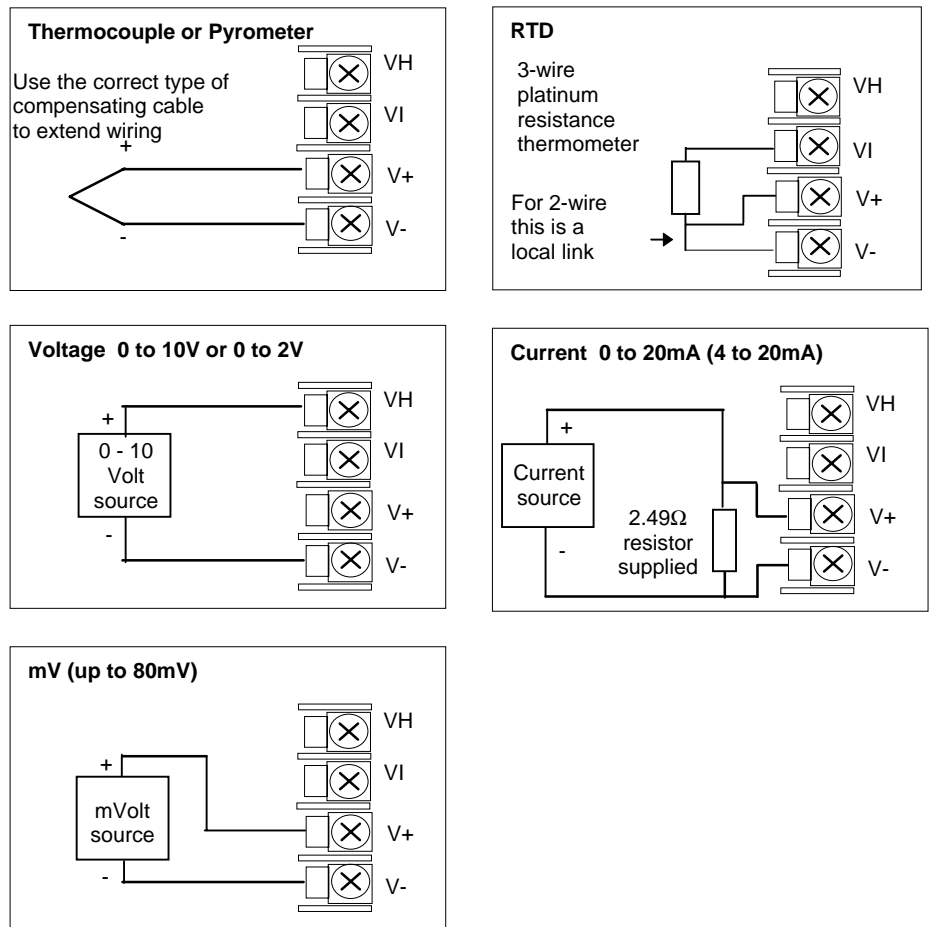 Thermocouple or Pyrometer
Use the correct type of
compensating cable
to extend wiring
+
-
VH
VI
V+
V-
RTD
3-wire
platinum
resistance
thermometer
For 2-wire
this is a
local link
VH
VI
V+
V-
Voltage 0 to 10V or 0 to 2V
+
0 - 10
Volt
source
-
VH
VI
V+
V-
Current 0 to 20mA (4 to 20mA)
+
Current
source
-
2.49Ω
resistor
supplied
VH
VI
V+
V-
mV (up to 80mV)
+
mVolt
source
-
VH
VI
V+
V-